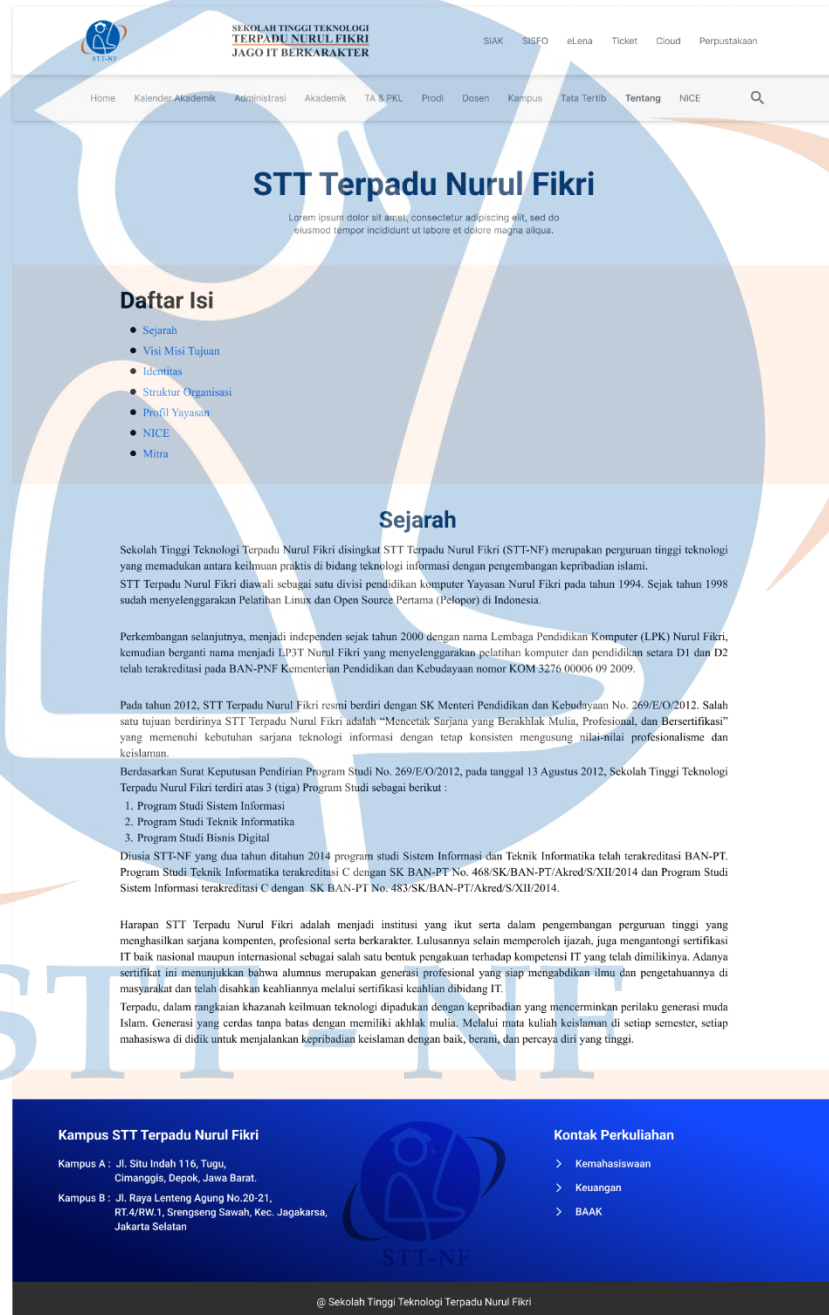 STT-NF
SEKOLAH TINGGI TEKNOLOGI
TERPADU NURUL FIKRI
JAGO IT BERKARAKTER
SIAK SISFO eLena Ticket Cloud Perpustakaan
Home Kalender Akademik Administrasi Akademik TA & PKL Prodi Dosen Kampus Tata Tertib Tentang NICE
STT Terpadu Nurul Fikri
Lorem ipsum dolor sit amet, consectetur adipiscing elit, sed do
eiusmod tempor incididunt ut labore et dolore magna aliqua.
Daftar Isi
Sejarah
Visi Misi Tujuan
Identitas
Struktur Organisasi
Profil Yayasan
NICE
Mitra
Sejarah
Sekolah Tinggi Teknologi Terpadu Nurul Fikri disingkat STT Terpadu Nurul Fikri (STT-NF) merupakan perguruan tinggi teknologi
yang memadukan antara keilmuan praktis di bidang teknologi informasi dengan pengembangan kepribadian islami.
STT Terpadu Nurul Fikri diawali sebagai satu divisi pendidikan komputer Yayasan Nurul Fikri pada tahun 1994. Sejak tahun 1998
sudah menyelenggarakan Pelatihan Linux dan Open Source Pertama (Pelopor) di Indonesia.
Perkembangan selanjutnya, menjadi independen sejak tahun 2000 dengan nama Lembaga Pendidikan Komputer (LPK) Nurul Fikri,
kemudian berganti nama menjadi LP3T Nurul Fikri yang menyelenggarakan pelatihan komputer dan pendidikan setara D1 dan D2
telah terakreditasi pada BAN-PNF Kementerian Pendidikan dan Kebudayaan nomor KOM 3276 00006 09 2009.
Pada tahun 2012, STT Terpadu Nurul Fikri resmi berdiri dengan SK Menteri Pendidikan dan Kebudayaan No. 269/E/O/2012. Salah
satu tujuan berdirinya STT Terpadu Nurul Fikri adalah “Mencetak Sarjana yang Berakhlak Mulia, Profesional, dan Bersertifikasi”
yang memenuhi kebutuhan sarjana teknologi informasi dengan tetap konsisten mengusung nilai-nilai profesionalisme dan
keislaman.
Berdasarkan Surat Keputusan Pendirian Program Studi No. 269/E/O/2012, pada tanggal 13 Agustus 2012, Sekolah Tinggi Teknologi
Terpadu Nurul Fikri terdiri atas 3 (tiga) Program Studi sebagai berikut :
1. Program Studi Sistem Informasi
2. Program Studi Teknik Informatika
3. Program Studi Bisnis Digital
Diusia STT-NF yang dua tahun ditahun 2014 program studi Sistem Informasi dan Teknik Informatika telah terakreditasi BAN-PT.
Program Studi Teknik Informatika terakreditasi C dengan SK BAN-PT No. 468/SK/BAN-PT/Akred/S/XII/2014 dan Program Studi
Sistem Informasi terakreditasi C dengan SK BAN-PT No. 483/SK/BAN-PT/Akred/S/XII/2014.
Harapan STT Terpadu Nurul Fikri adalah menjadi institusi yang ikut serta dalam pengembangan perguruan tinggi yang
menghasilkan sarjana kompenten, profesional serta berkarakter. Lulusannya selain memperoleh ijazah, juga mengantongi sertifikasi
IT baik nasional maupun internasional sebagai salah satu bentuk pengakuan terhadap kompetensi IT yang telah dimilikinya. Adanya
sertifikat ini menunjukkan bahwa alumnus merupakan generasi profesional yang siap mengabdikan ilmu dan pengetahuannya di
masyarakat dan telah disahkan keahliannya melalui sertifikasi keahlian dibidang IT.
Terpadu, dalam rangkaian khazanah keilmuan teknologi dipadukan dengan kepribadian yang mencerminkan perilaku generasi muda
Islam. Generasi yang cerdas tanpa batas dengan memiliki akhlak mulia. Melalui mata kuliah keislaman di setiap semester, setiap
mahasiswa di didik untuk menjalankan kepribadian keislaman dengan baik, berani, dan percaya diri yang tinggi.
STT - NF
Kampus STT Terpadu Nurul Fikri
Kampus A : Jl. Situ Indah 116, Tugu,
Cimanggis, Depok, Jawa Barat.
Kampus B : Jl. Raya Lenteng Agung No.20-21,
RT.4/RW.1, Srengseng Sawah, Kec. Jagakarsa,
Jakarta Selatan
STT-NF
Kontak Perkuliahan
Kemahasiswaan
Keuangan
BAAK
@ Sekolah Tinggi Teknologi Terpadu Nurul Fikri